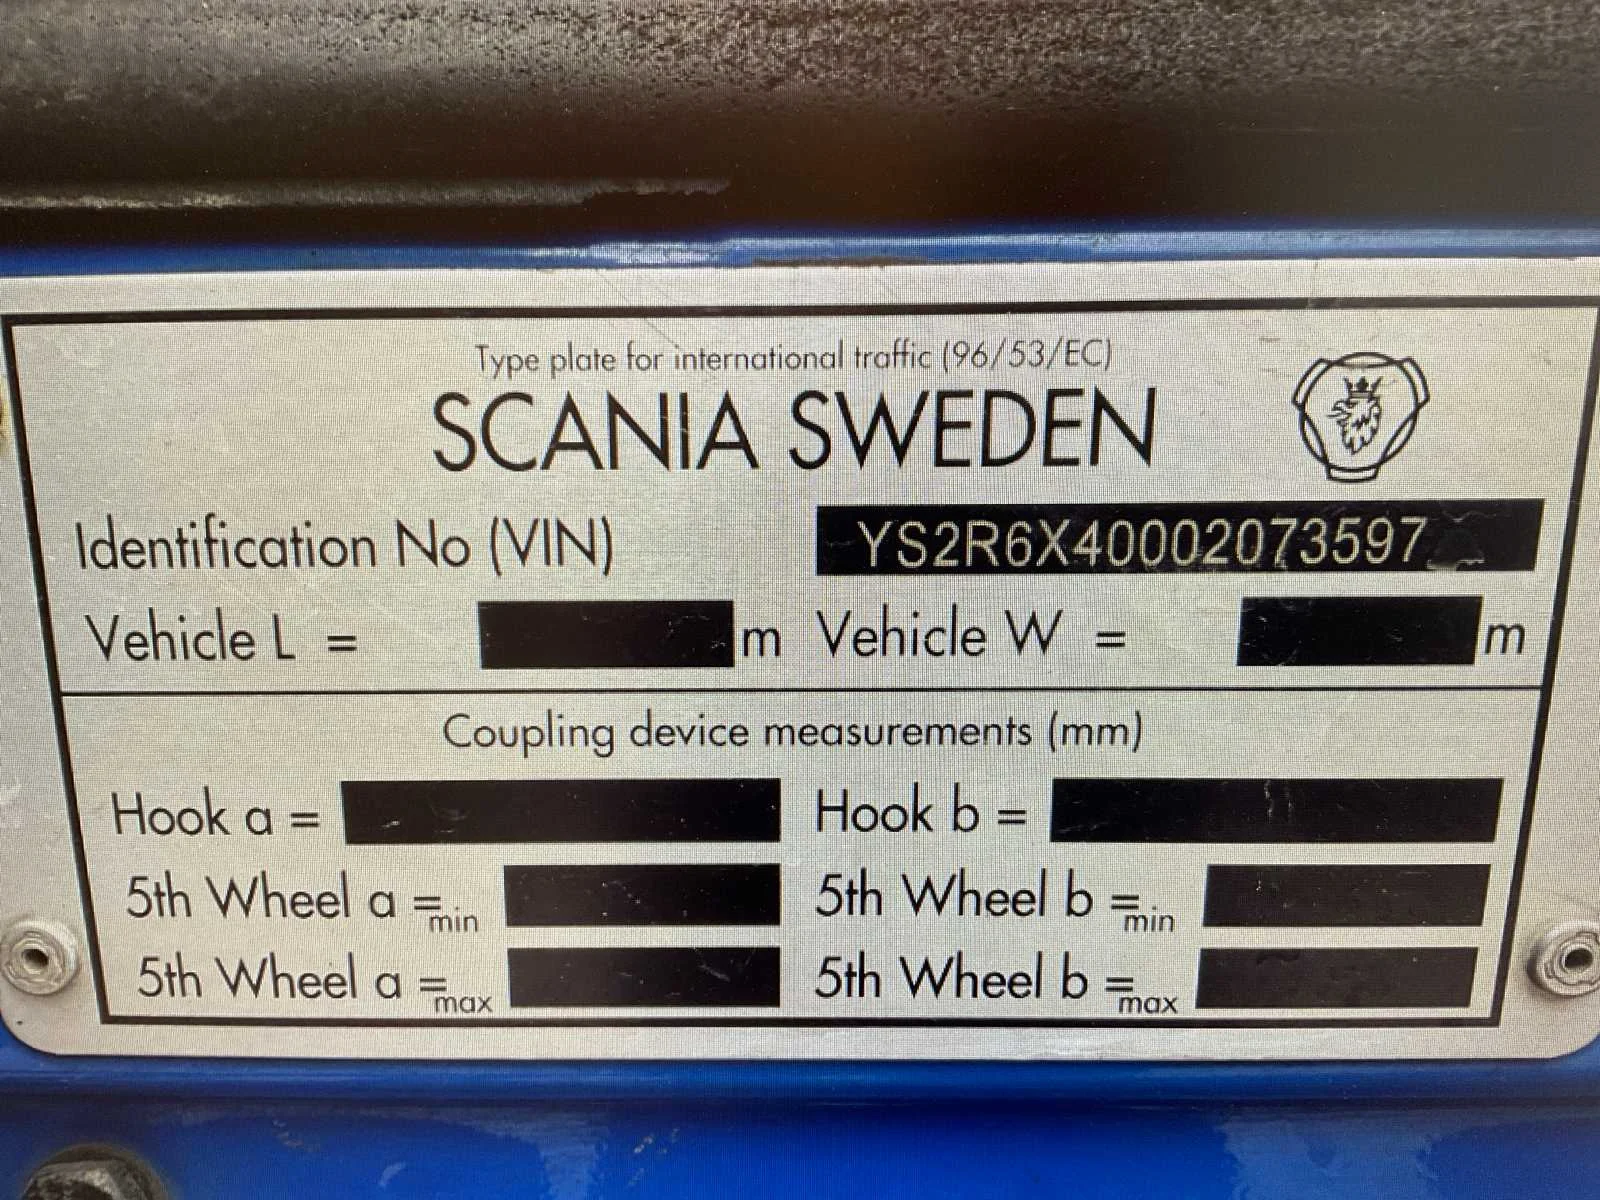 Type plate for international traffic (96/53/EC)
SCANIA SWEDEN
Identification No (VIN) YS2R6X40002073597
Vehicle L = m Vehicle W = m
Coupling device measurements (mm)
Hook a = Hook b =
5th Wheel a =min 5th Wheel b =min
5th Wheel a =max 5th Wheel b =max